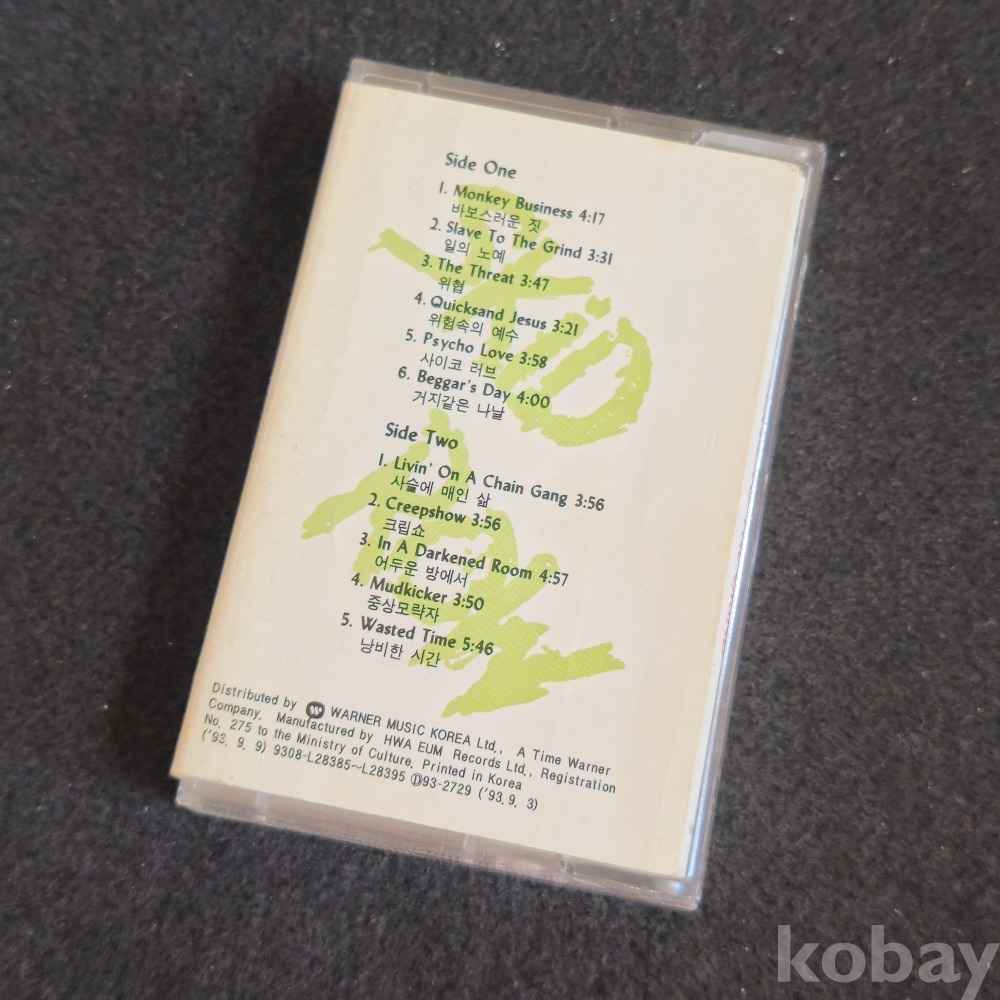 Side One
1. Monkey Business 4:17
바보스러운 짓
2. Slave To The Grind 3:31
일의 노예
3. The Threat 3:47
위협
4. Quicksand Jesus 3:21
위험속의 예수
5. Psycho Love 3:58
사이코 러브
6. Beggar's Day 4:00
거지같은 나날
Side Two
1. Livin' On A Chain Gang 3:56
사슬에 매인 삶
2. Creepshow 3:56
크립쇼
3. In A Darkened Room 4:57
어두운 방에서
4. Mudkicker 3:50
중상모략자
5. Wasted Time 5:46
낭비한 시간
Distributed by WARNER MUSIC KOREA Ltd., A Time Warner
Company. Manufactured by HWA EUM Records Ltd., Registration
No. 275 to the Ministry of Culture. Printed in Korea
('93. 9. 9) 9308-L28385~L28395 Ⓓ93-2729 ('93. 9. 3)
kobay